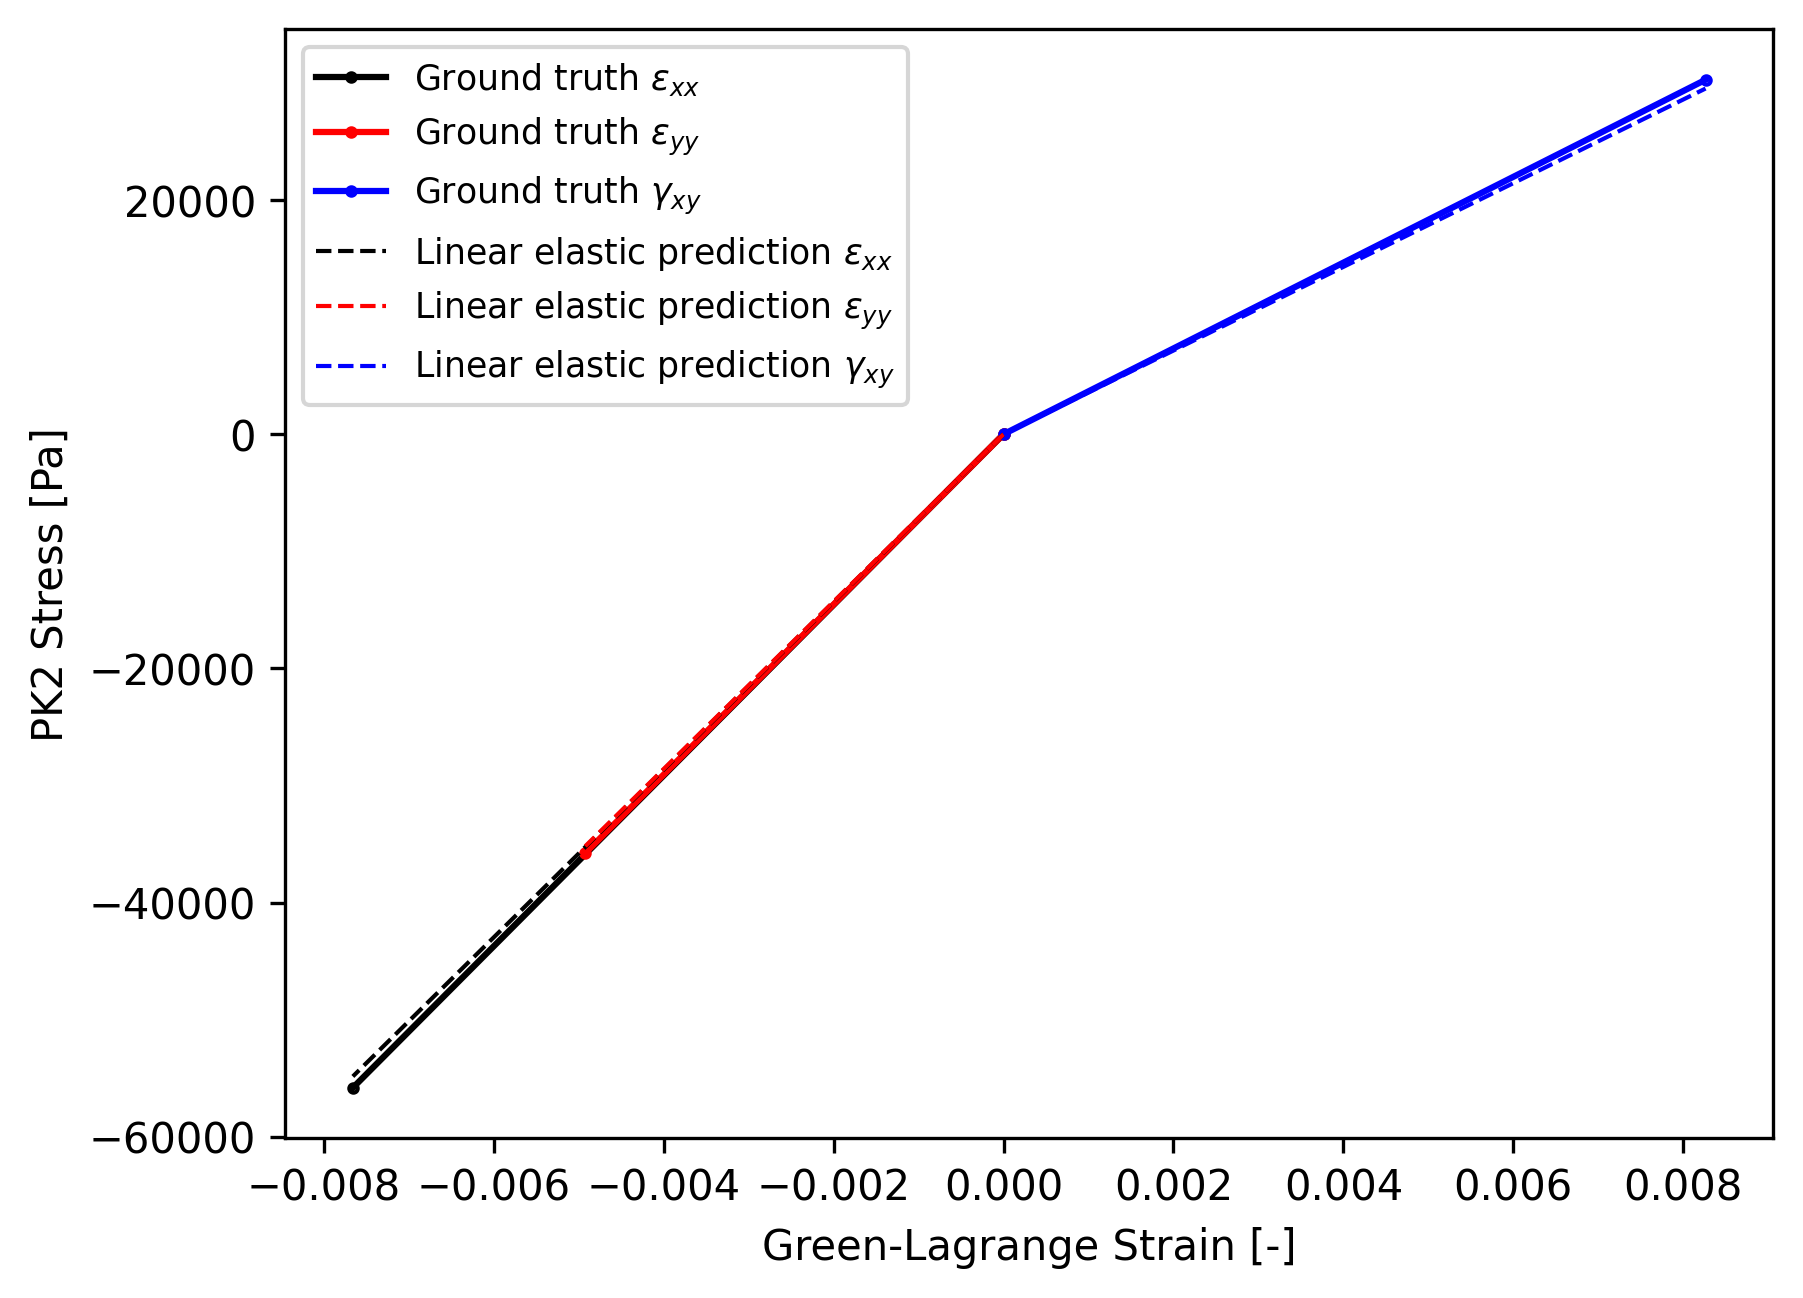 Ground truth εxx
Ground truth εyy
Ground truth γxy
Linear elastic prediction εxx
Linear elastic prediction εyy
Linear elastic prediction γxy
20000
0
−20000
−40000
−60000
PK2 Stress [Pa]
−0.008 −0.006 −0.004 −0.002 0.000 0.002 0.004 0.006 0.008
Green-Lagrange Strain [-]